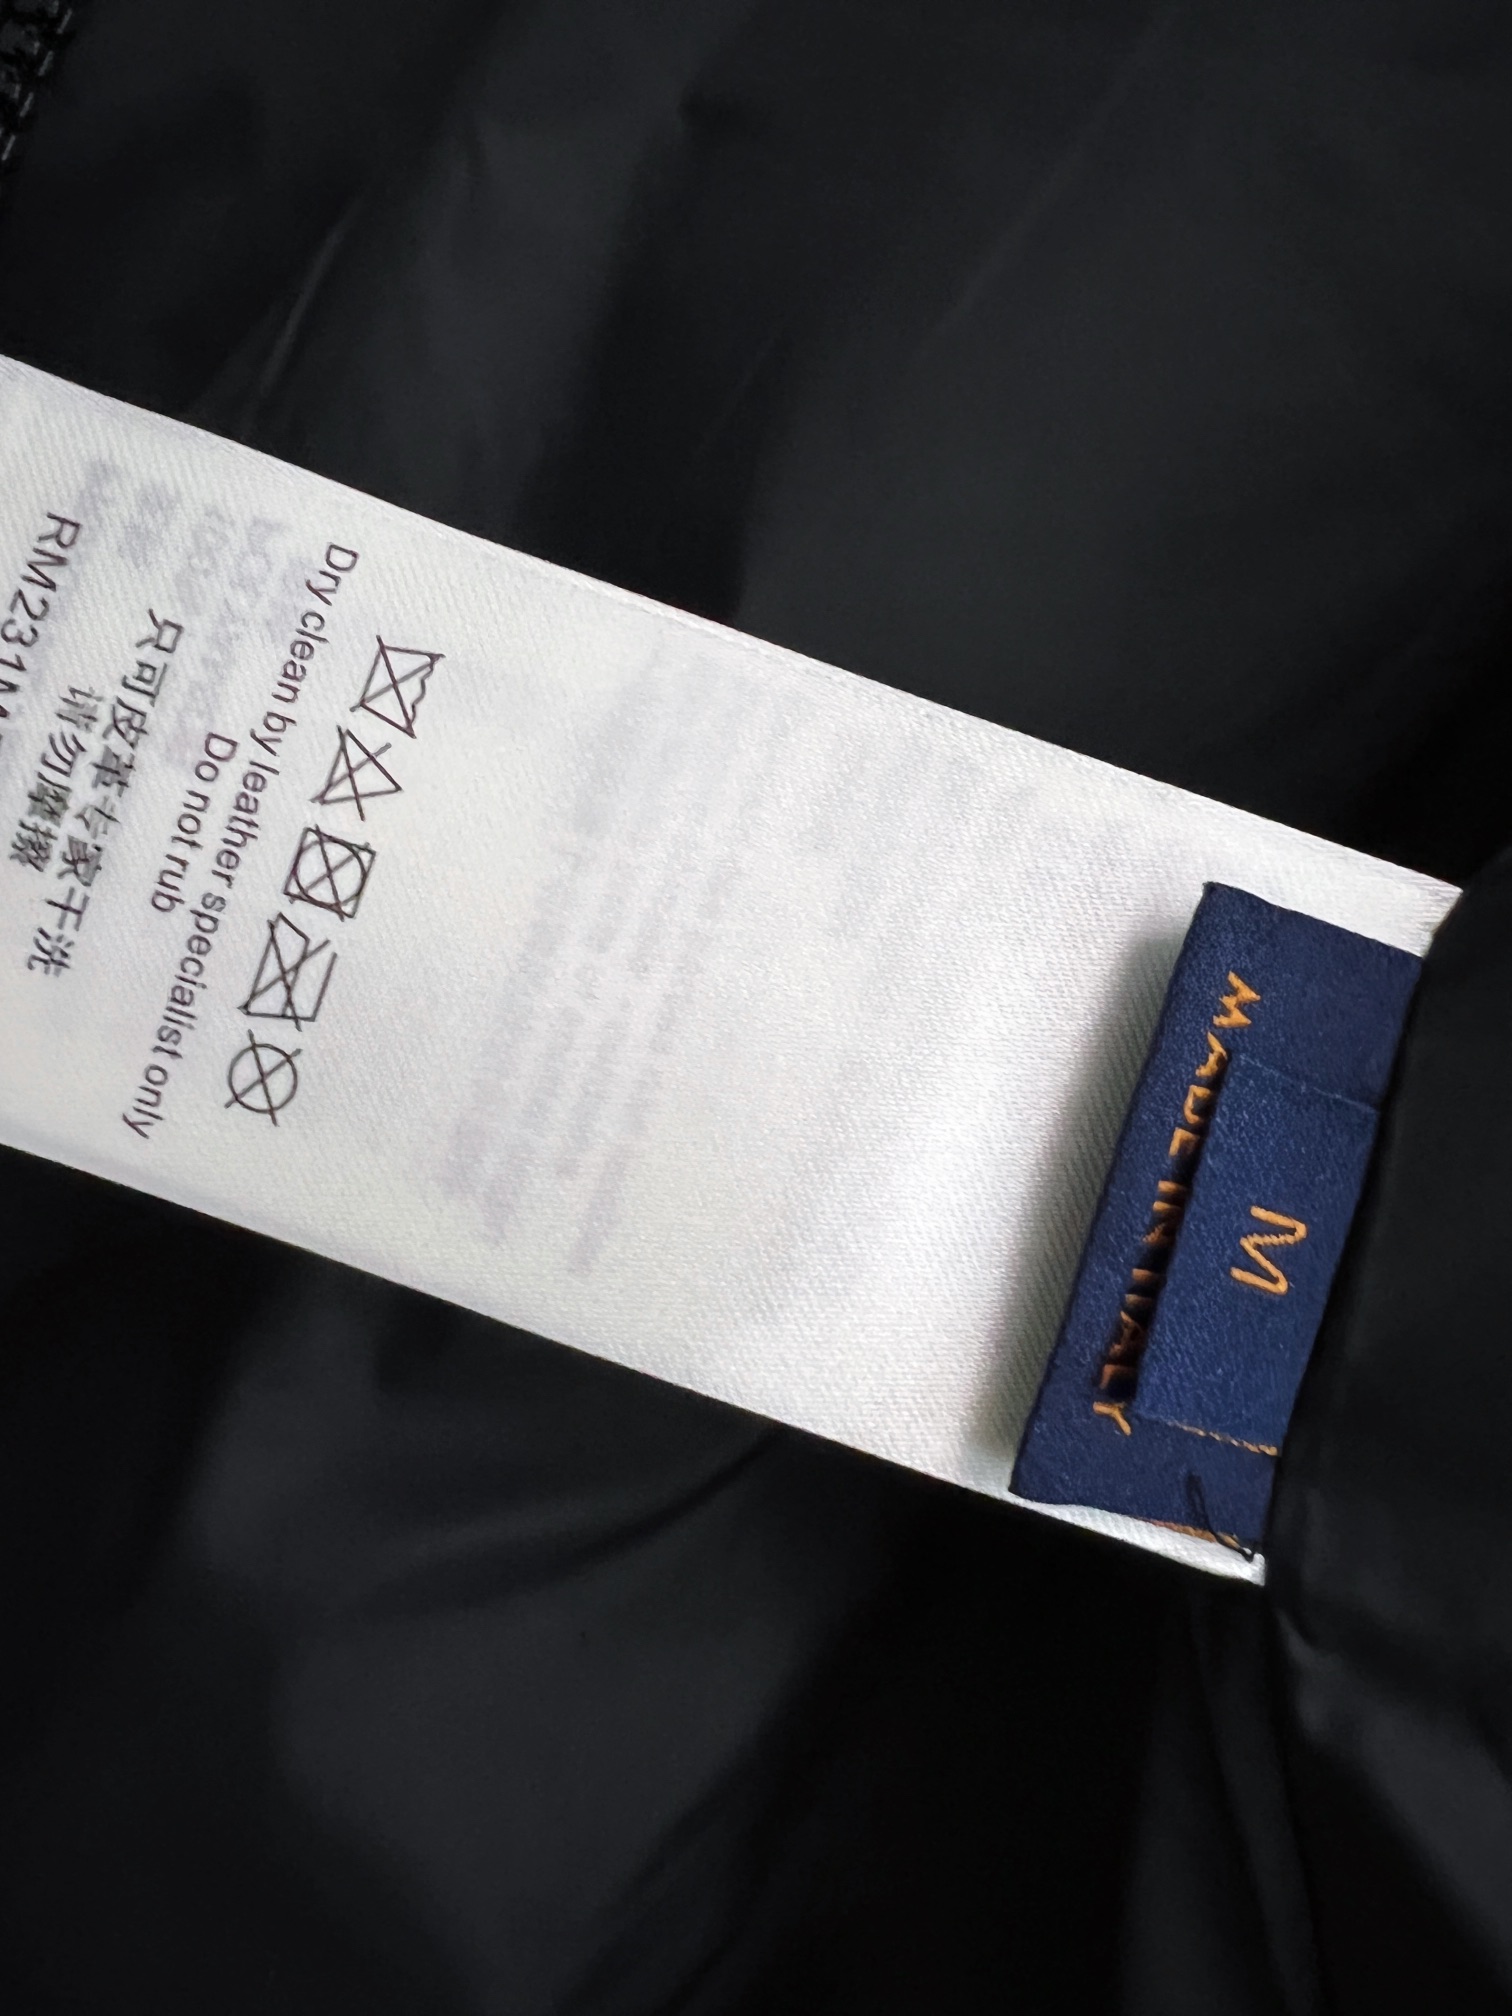 M
MADE IN ITALY
Dry clean by leather specialist only
Do not rub
只可皮革专家干洗
请勿摩擦
RM231M